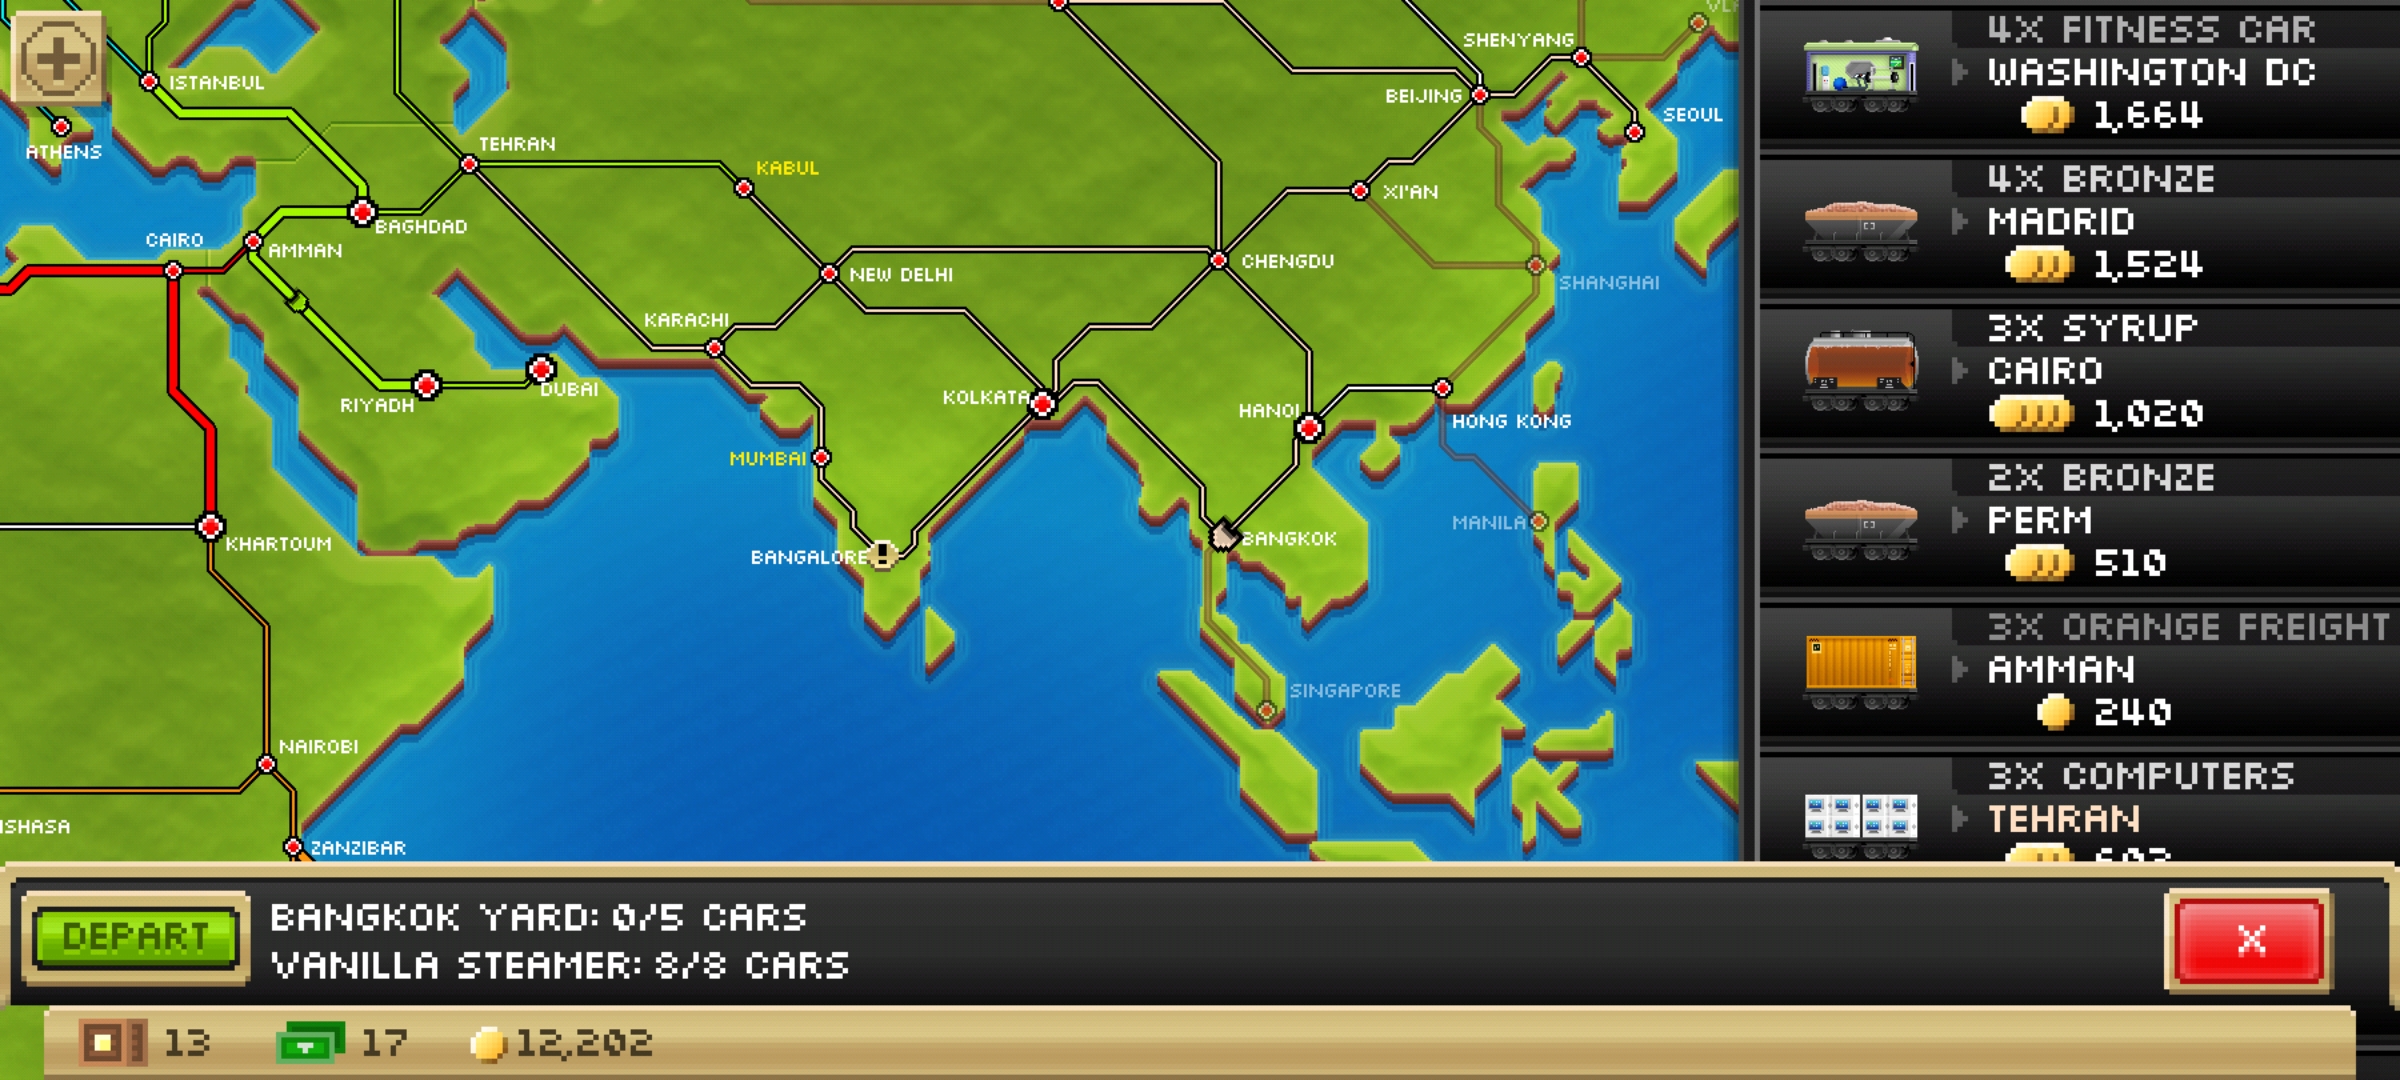 ISTANBUL
ATHENS
TEHRAN
KABUL
BAGHDAD
CAIRO
AMMAN
NEW DELHI
KARACHI
RIYADH
DUBAI
KHARTOUM
MUMBAI
BANGALORE
KOLKATA
NAIROBI
ZANZIBAR
SHENYANG
BEIJING
SEOUL
XI'AN
CHENGDU
SHANGHAI
HANOI
HONG KONG
MANILA
BANGKOK
SINGAPORE
4X FITNESS CAR
WASHINGTON DC
1,664
4X BRONZE
MADRID
1,524
3X SYRUP
CAIRO
1,020
2X BRONZE
PERM
510
3X ORANGE FREIGHT
AMMAN
240
3X COMPUTERS
TEHRAN
DEPART
BANGKOK YARD: 0/5 CARS
VANILLA STEAMER: 8/8 CARS
X
13
17
12,202